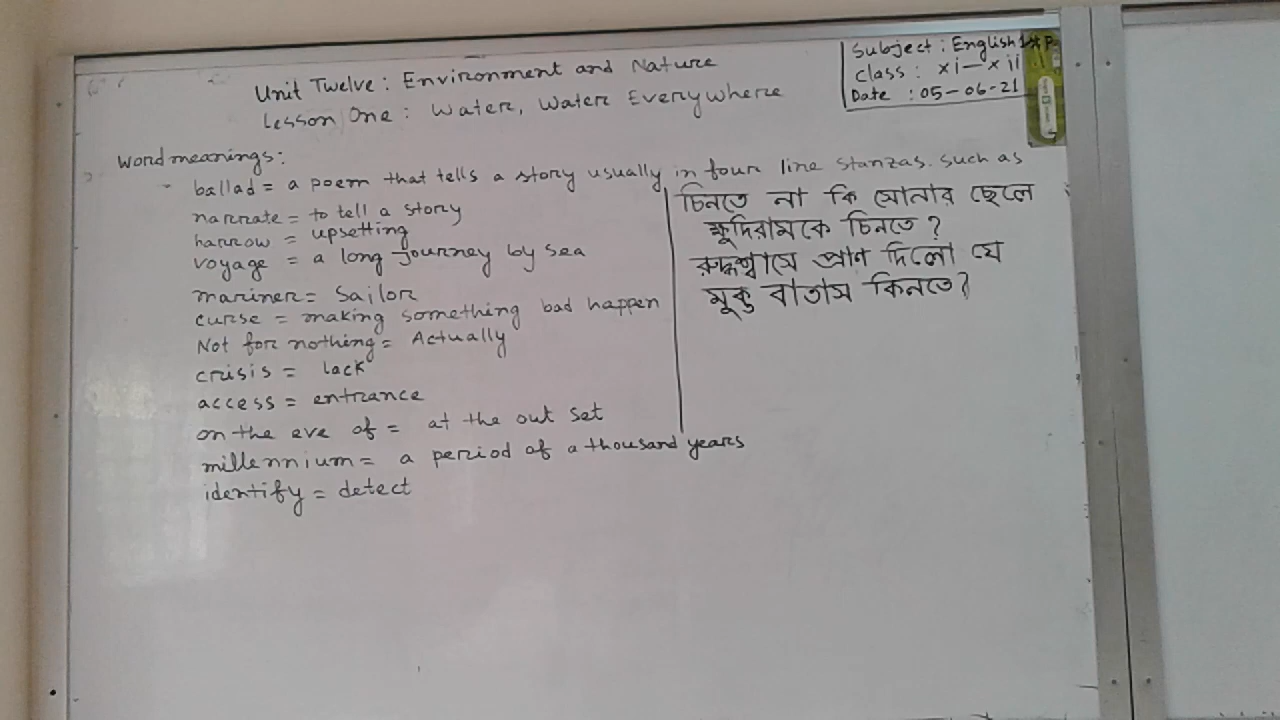 Subject : English 1st P.
Class : xi — xii
Date : 05-06-21
Unit Twelve : Environment and Nature
Lesson One : Water, Water Everywhere
Word meanings :
ballad = a poem that tells a story usually in four line stanzas. such as
চিনতে না কি সোনার ছেলে
ক্ষুদিরামকে চিনতে ?
রুদ্ধশ্বাসে প্রাণ দিলো যে
মুক্ত বাতাস কিনতে ?
narrate = to tell a story
harrow = upsetting
voyage = a long journey by sea
mariner = Sailor
curse = making something bad happen
Not for nothing = Actually
crisis = lack
access = entrance
on the eve of = at the out set
millennium = a period of a thousand years
identify = detect